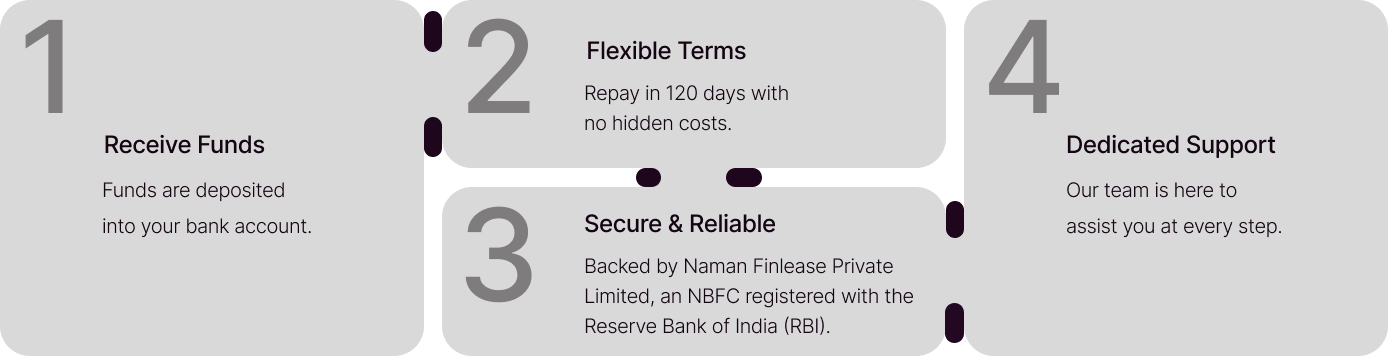 1
Receive Funds
Funds are deposited
into your bank account.
2
Flexible Terms
Repay in 120 days with
no hidden costs.
3
Secure & Reliable
Backed by Naman Finlease Private
Limited, an NBFC registered with the
Reserve Bank of India (RBI).
4
Dedicated Support
Our team is here to
assist you at every step.